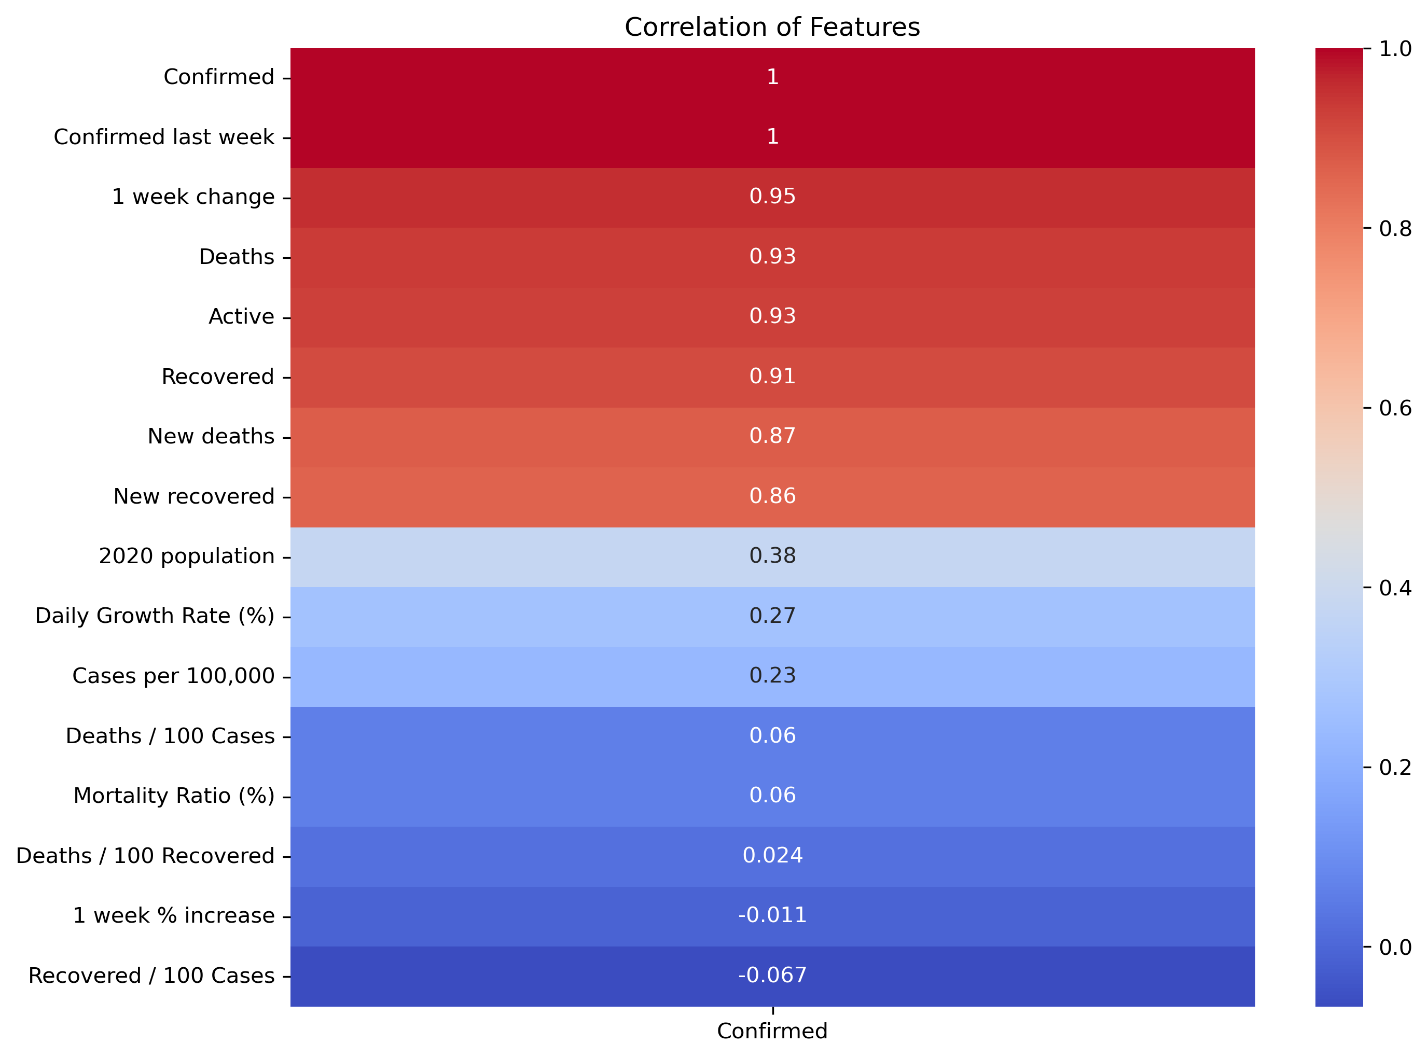 Correlation of Features
Confirmed 1
Confirmed last week 1
1 week change 0.95
Deaths 0.93
Active 0.93
Recovered 0.91
New deaths 0.87
New recovered 0.86
2020 population 0.38
Daily Growth Rate (%) 0.27
Cases per 100,000 0.23
Deaths / 100 Cases 0.06
Mortality Ratio (%) 0.06
Deaths / 100 Recovered 0.024
1 week % increase -0.011
Recovered / 100 Cases -0.067
Confirmed
1.0
0.8
0.6
0.4
0.2
0.0